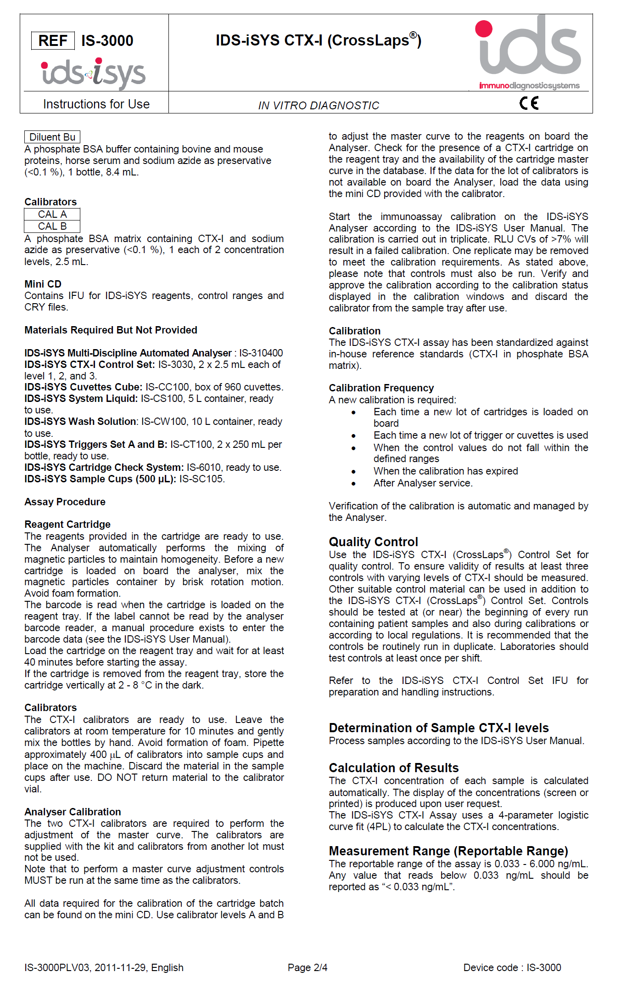 REF IS-3000
ids-isys
IDS-iSYS CTX-I (CrossLaps®)
ids
immunodiagnosticsystems
Instructions for Use
IN VITRO DIAGNOSTIC
CE
Diluent Bu
A phosphate BSA buffer containing bovine and mouse
proteins, horse serum and sodium azide as preservative
(<0.1 %), 1 bottle, 8.4 mL.
Calibrators
CAL A
CAL B
A phosphate BSA matrix containing CTX-I and sodium
azide as preservative (<0.1 %), 1 each of 2 concentration
levels, 2.5 mL.
Mini CD
Contains IFU for IDS-iSYS reagents, control ranges and
CRY files.
Materials Required But Not Provided
IDS-iSYS Multi-Discipline Automated Analyser : IS-310400
IDS-iSYS CTX-I Control Set: IS-3030, 2 x 2.5 mL each of
level 1, 2, and 3.
IDS-iSYS Cuvettes Cube: IS-CC100, box of 960 cuvettes.
IDS-iSYS System Liquid: IS-CS100, 5 L container, ready
to use.
IDS-iSYS Wash Solution: IS-CW100, 10 L container, ready
to use.
IDS-iSYS Triggers Set A and B: IS-CT100, 2 x 250 mL per
bottle, ready to use.
IDS-iSYS Cartridge Check System: IS-6010, ready to use.
IDS-iSYS Sample Cups (500 µL): IS-SC105.
Assay Procedure
Reagent Cartridge
The reagents provided in the cartridge are ready to use.
The Analyser automatically performs the mixing of
magnetic particles to maintain homogeneity. Before a new
cartridge is loaded on board the analyser, mix the
magnetic particles container by brisk rotation motion.
Avoid foam formation.
The barcode is read when the cartridge is loaded on the
reagent tray. If the label cannot be read by the analyser
barcode reader, a manual procedure exists to enter the
barcode data (see the IDS-iSYS User Manual).
Load the cartridge on the reagent tray and wait for at least
40 minutes before starting the assay.
If the cartridge is removed from the reagent tray, store the
cartridge vertically at 2 - 8 °C in the dark.
Calibrators
The CTX-I calibrators are ready to use. Leave the
calibrators at room temperature for 10 minutes and gently
mix the bottles by hand. Avoid formation of foam. Pipette
approximately 400 µL of calibrators into sample cups and
place on the machine. Discard the material in the sample
cups after use. DO NOT return material to the calibrator
vial.
Analyser Calibration
The two CTX-I calibrators are required to perform the
adjustment of the master curve. The calibrators are
supplied with the kit and calibrators from another lot must
not be used.
Note that to perform a master curve adjustment controls
MUST be run at the same time as the calibrators.
All data required for the calibration of the cartridge batch
can be found on the mini CD. Use calibrator levels A and B
to adjust the master curve to the reagents on board the
Analyser. Check for the presence of a CTX-I cartridge on
the reagent tray and the availability of the cartridge master
curve in the database. If the data for the lot of calibrators is
not available on board the Analyser, load the data using
the mini CD provided with the calibrator.
Start the immunoassay calibration on the IDS-iSYS
Analyser according to the IDS-iSYS User Manual. The
calibration is carried out in triplicate. RLU CVs of >7% will
result in a failed calibration. One replicate may be removed
to meet the calibration requirements. As stated above,
please note that controls must also be run. Verify and
approve the calibration according to the calibration status
displayed in the calibration windows and discard the
calibrator from the sample tray after use.
Calibration
The IDS-iSYS CTX-I assay has been standardized against
in-house reference standards (CTX-I in phosphate BSA
matrix).
Calibration Frequency
A new calibration is required:
• Each time a new lot of cartridges is loaded on
board
• Each time a new lot of trigger or cuvettes is used
• When the control values do not fall within the
defined ranges
• When the calibration has expired
• After Analyser service.
Verification of the calibration is automatic and managed by
the Analyser.
Quality Control
Use the IDS-iSYS CTX-I (CrossLaps®) Control Set for
quality control. To ensure validity of results at least three
controls with varying levels of CTX-I should be measured.
Other suitable control material can be used in addition to
the IDS-iSYS CTX-I (CrossLaps®) Control Set. Controls
should be tested at (or near) the beginning of every run
containing patient samples and also during calibrations or
according to local regulations. It is recommended that the
controls be routinely run in duplicate. Laboratories should
test controls at least once per shift.
Refer to the IDS-iSYS CTX-I Control Set IFU for
preparation and handling instructions.
Determination of Sample CTX-I levels
Process samples according to the IDS-iSYS User Manual.
Calculation of Results
The CTX-I concentration of each sample is calculated
automatically. The display of the concentrations (screen or
printed) is produced upon user request.
The IDS-iSYS CTX-I Assay uses a 4-parameter logistic
curve fit (4PL) to calculate the CTX-I concentrations.
Measurement Range (Reportable Range)
The reportable range of the assay is 0.033 - 6.000 ng/mL.
Any value that reads below 0.033 ng/mL should be
reported as “< 0.033 ng/mL”.
IS-3000PLV03, 2011-11-29, English
Page 2/4
Device code : IS-3000